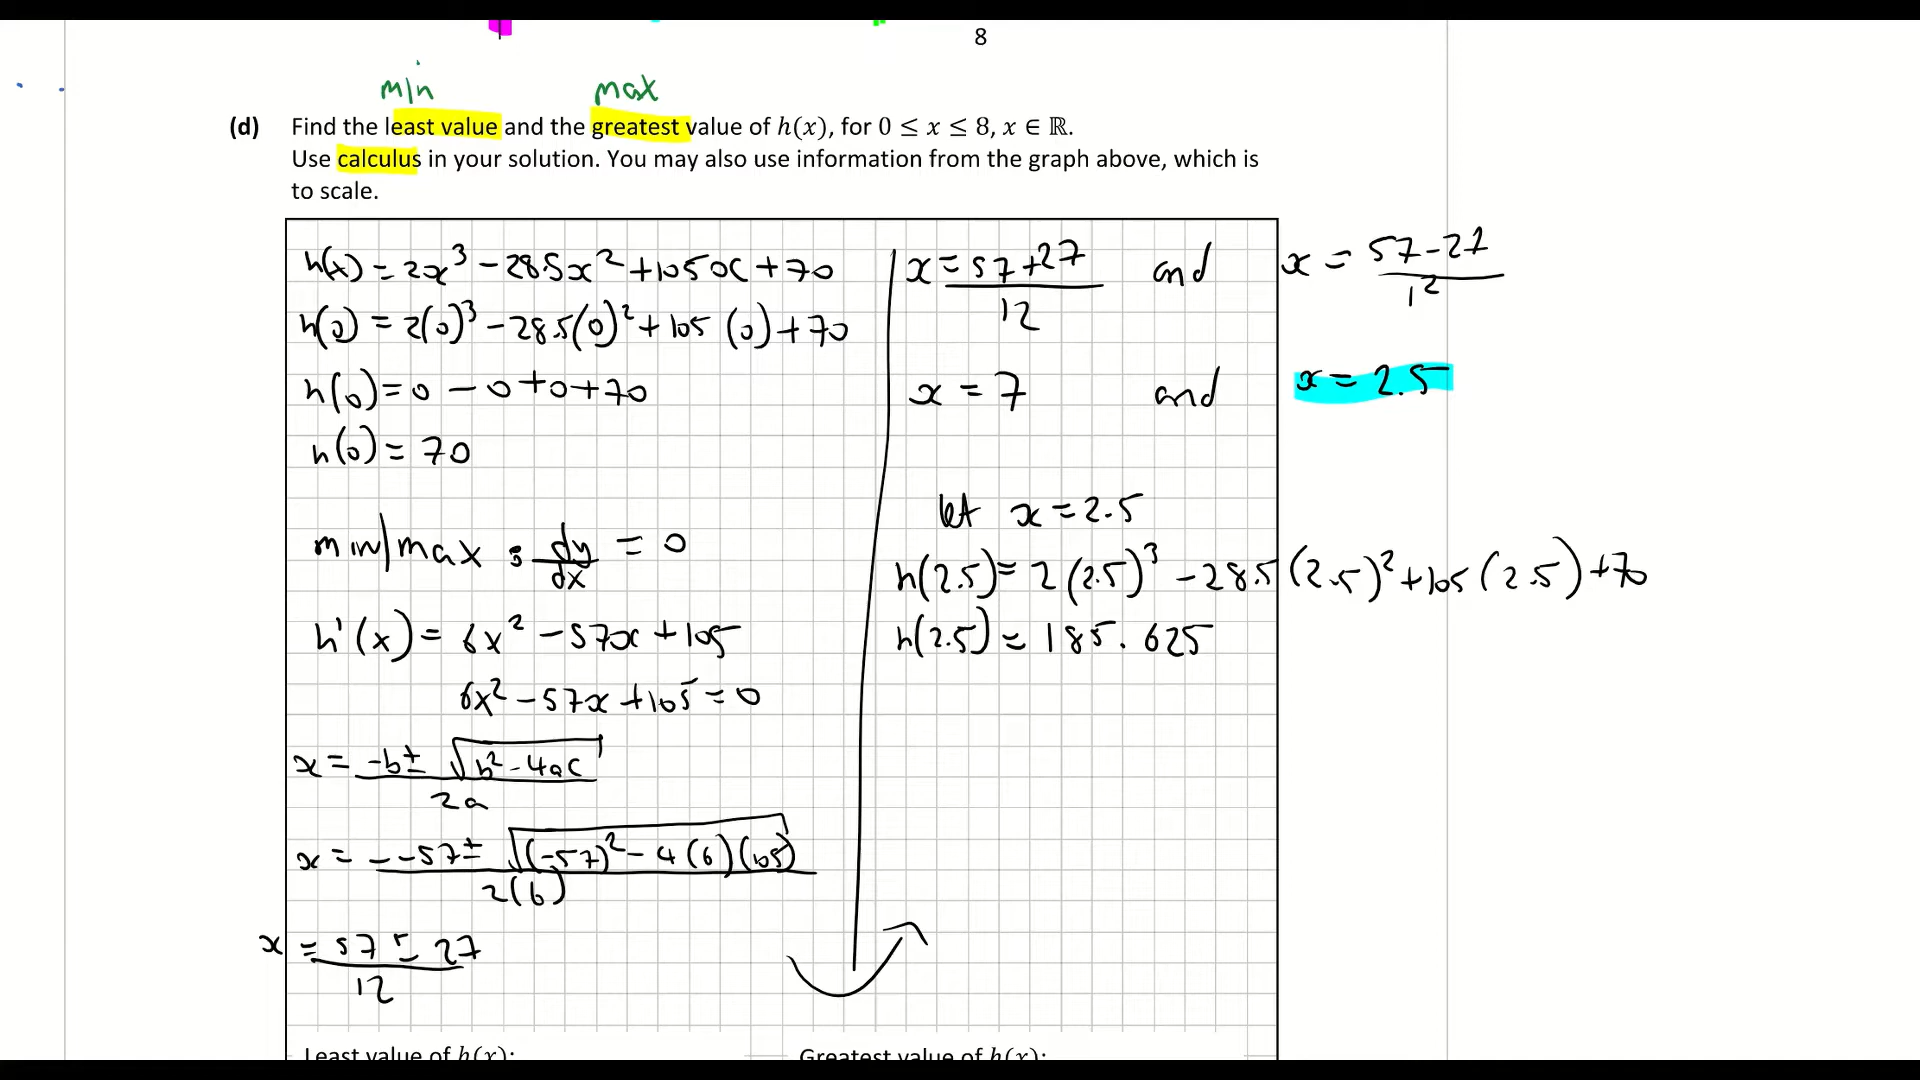 8
min max
(d) Find the least value and the greatest value of h(x), for 0 ≤ x ≤ 8, x ∈ ℝ.
Use calculus in your solution. You may also use information from the graph above, which is
to scale.
h(x) = 2x³ − 28.5x² + 105x + 70
h(0) = 2(0)³ − 28.5(0)² + 105 (0) + 70
h(0) = 0 − 0 + 0 + 70
h(0) = 70
min/max : dy/dx = 0
h'(x) = 6x² − 57x + 105
6x² − 57x + 105 = 0
x = −b ± √(b² − 4ac) / 2a
x = − −57 ± √((−57)² − 4(6)(105)) / 2(6)
x = 57 ± 27 / 12
x = 57 + 27 / 12 and x = 57 − 27 / 12
x = 7 and x = 2.5
let x = 2.5
h(2.5) = 2(2.5)³ − 28.5(2.5)² + 105(2.5) + 70
h(2.5) = 185.625
Least value of h(x): Greatest value of h(x):